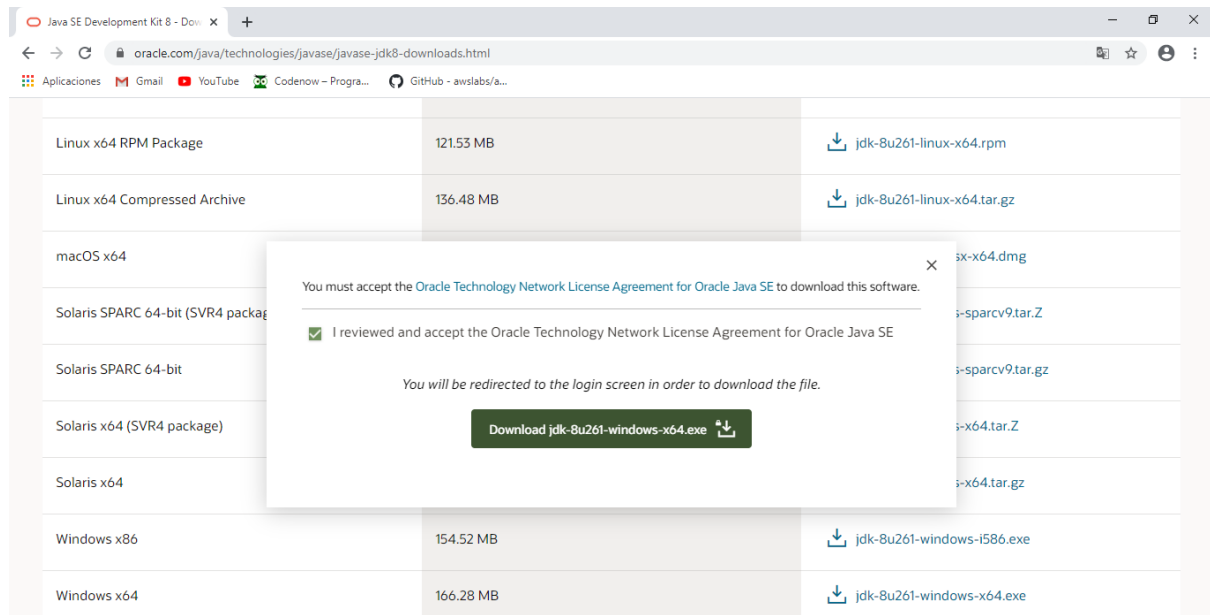 Java SE Development Kit 8 - Dow
oracle.com/java/technologies/javase/javase-jdk8-downloads.html
Aplicaciones Gmail YouTube Codenow – Progra... GitHub - awslabs/a...
Linux x64 RPM Package 121.53 MB jdk-8u261-linux-x64.rpm
Linux x64 Compressed Archive 136.48 MB jdk-8u261-linux-x64.tar.gz
macOS x64 sx-x64.dmg
You must accept the Oracle Technology Network License Agreement for Oracle Java SE to download this software.
Solaris SPARC 64-bit (SVR4 packag s-sparcv9.tar.Z
I reviewed and accept the Oracle Technology Network License Agreement for Oracle Java SE
Solaris SPARC 64-bit s-sparcv9.tar.gz
You will be redirected to the login screen in order to download the file.
Solaris x64 (SVR4 package) s-x64.tar.Z
Download jdk-8u261-windows-x64.exe
Solaris x64 s-x64.tar.gz
Windows x86 154.52 MB jdk-8u261-windows-i586.exe
Windows x64 166.28 MB jdk-8u261-windows-x64.exe